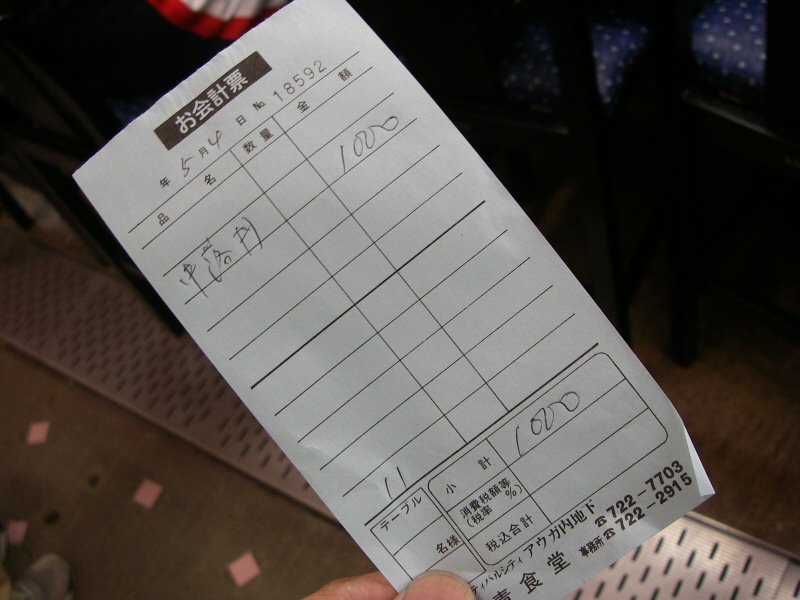 お会計票
年 5月 4日 No. 18592
品名 数量 金額
中落丼 1000
小計 1000
消費税額等
(税率 %)
税込合計
テーブル 11
名様
ティバルシティ アウガ内地下
食堂 ☎722-7703
事務所☎722-2915